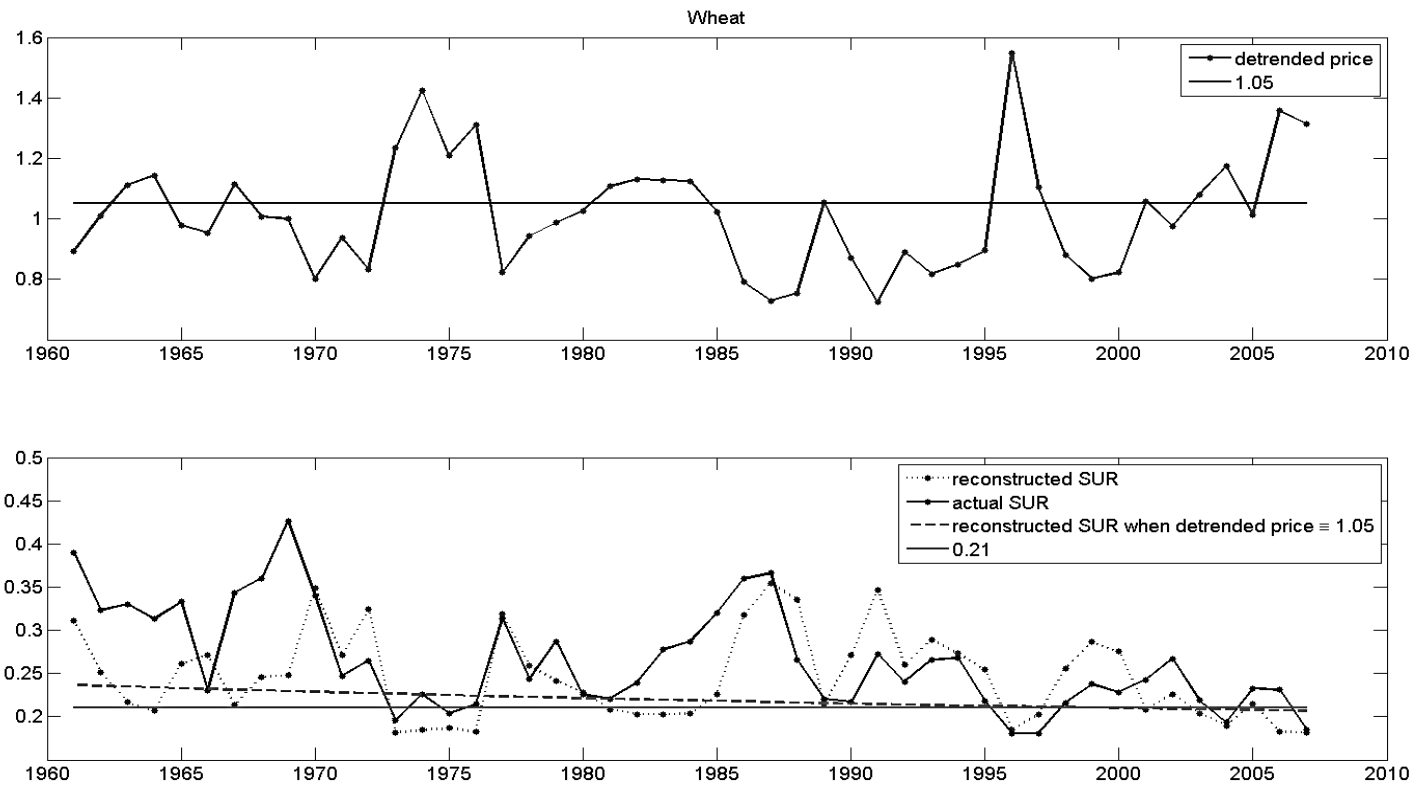 Wheat
1.6
1.4
1.2
1
0.8
detrended price
1.05
1960 1965 1970 1975 1980 1985 1990 1995 2000 2005 2010
0.5
0.45
0.4
0.35
0.3
0.25
0.2
reconstructed SUR
actual SUR
reconstructed SUR when detrended price ≡ 1.05
0.21
1960 1965 1970 1975 1980 1985 1990 1995 2000 2005 2010